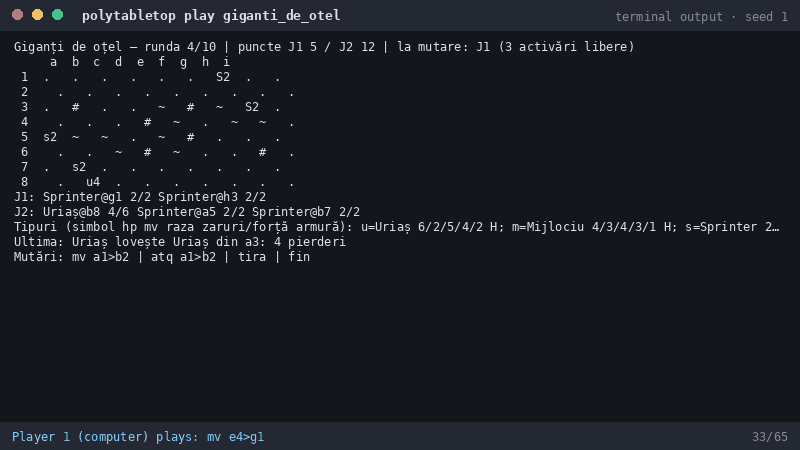 polytabletop play giganti_de_otel
terminal output · seed 1
Giganți de oțel — runda 4/10 | puncte J1 5 / J2 12 | la mutare: J1 (3 activări libere)
a b c d e f g h i
1 . . . . . . S2 . .
2 . . . . . . . . .
3 . # . . ~ # ~ S2 .
4 . . . # ~ . ~ ~ .
5 s2 ~ ~ . ~ # . . .
6 . . ~ # ~ . . # .
7 . s2 . . . . . . .
8 . u4 . . . . . . .
J1: Sprinter@g1 2/2 Sprinter@h3 2/2
J2: Uriaș@b8 4/6 Sprinter@a5 2/2 Sprinter@b7 2/2
Tipuri (simbol hp mv raza zaruri/forță armură): u=Uriaș 6/2/5/4/2 H; m=Mijlociu 4/3/4/3/1 H; s=Sprinter 2…
Ultima: Uriaș lovește Uriaș din a3: 4 pierderi
Mutări: mv a1>b2 | atq a1>b2 | tira | fin
Player 1 (computer) plays: mv e4>g1
33/65